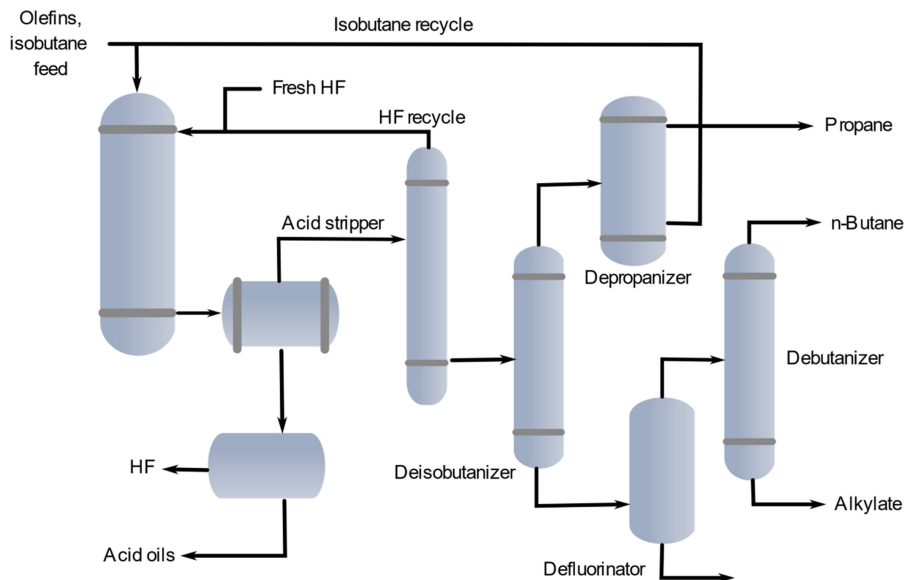 Olefins,
isobutane
feed
Isobutane recycle
Fresh HF
HF recycle
Propane
Acid stripper
n-Butane
Depropanizer
Debutanizer
HF
Deisobutanizer
Alkylate
Acid oils
Defluorinator